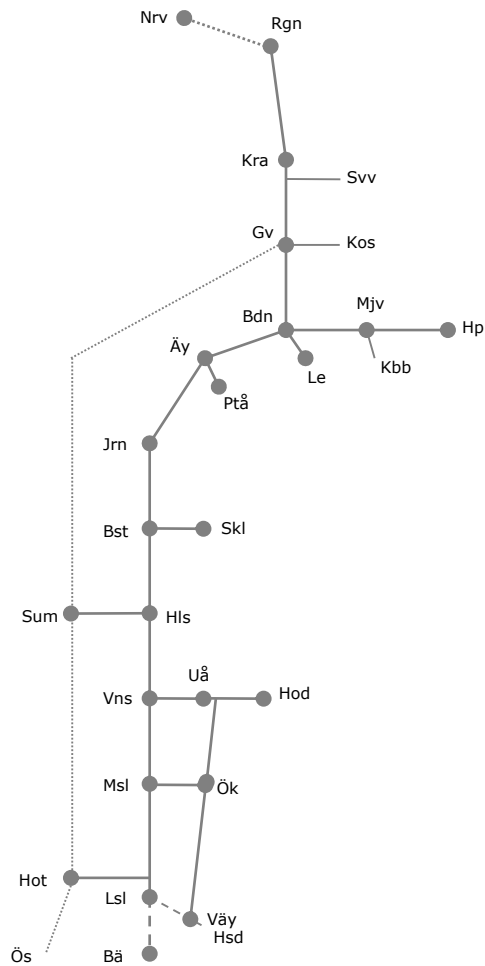 Nrv
Rgn
Kra
Svv
Gv
Kos
Bdn
Mjv
Hp
Äy
Kbb
Le
Ptå
Jrn
Bst
Skl
Sum
Hls
Uå
Vns
Hod
Msl
Ök
Hot
Lsl
Väy
Hsd
Ös
Bä